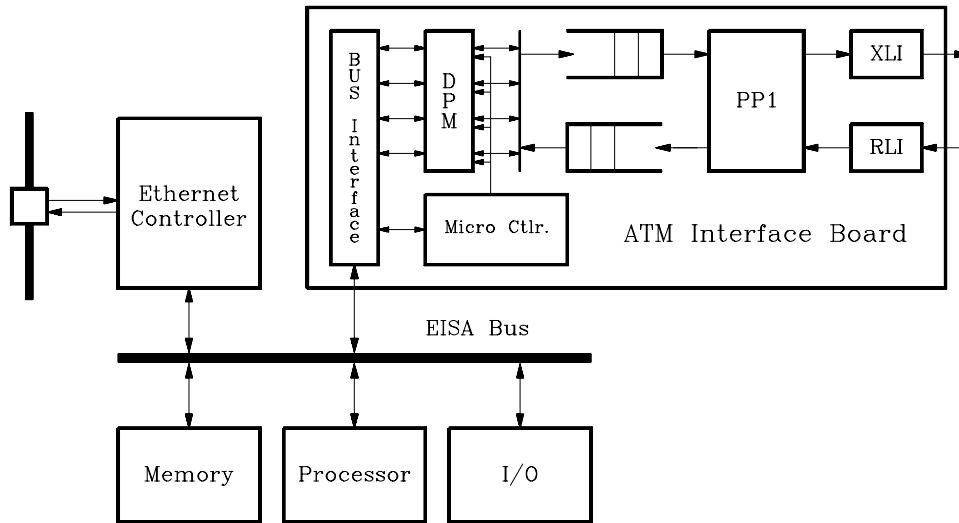 BUS Interface
DPM
PP1
XLI
RLI
Ethernet
Controller
Micro Ctlr.
ATM Interface Board
EISA Bus
Memory
Processor
I/O